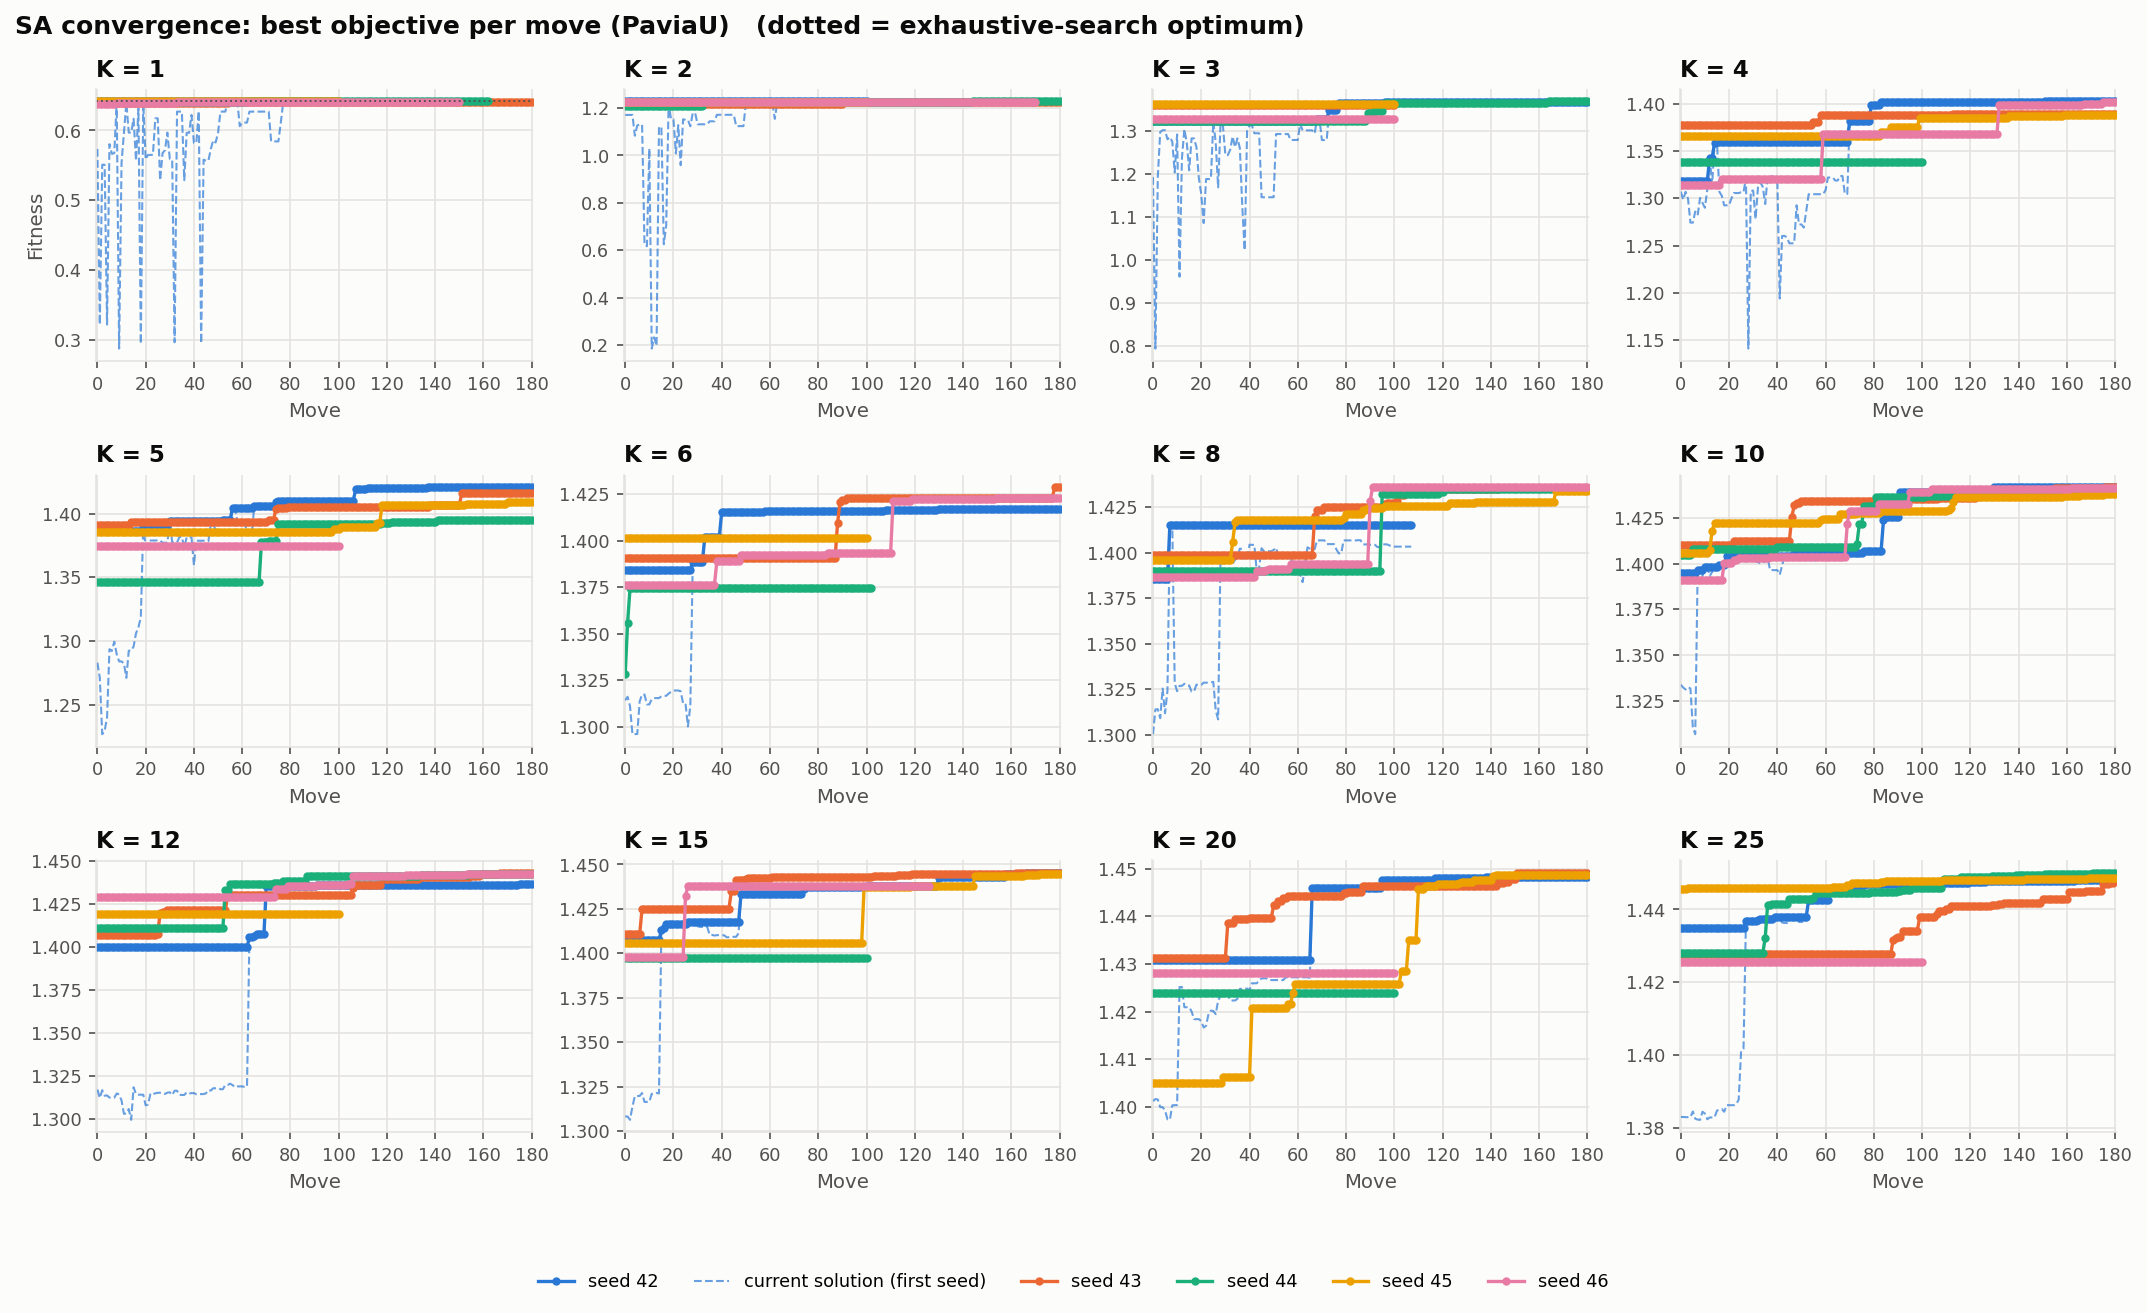 SA convergence: best objective per move (PaviaU)   (dotted = exhaustive-search optimum)
K = 1
K = 2
K = 3
K = 4
0.6
0.5
0.4
0.3
Fitness
0 20 40 60 80 100 120 140 160 180
Move
1.2
1.0
0.8
0.6
0.4
0.2
0 20 40 60 80 100 120 140 160 180
Move
1.3
1.2
1.1
1.0
0.9
0.8
0 20 40 60 80 100 120 140 160 180
Move
1.40
1.35
1.30
1.25
1.20
1.15
0 20 40 60 80 100 120 140 160 180
Move
K = 5
K = 6
K = 8
K = 10
1.40
1.35
1.30
1.25
0 20 40 60 80 100 120 140 160 180
Move
1.425
1.400
1.375
1.350
1.325
1.300
0 20 40 60 80 100 120 140 160 180
Move
1.425
1.400
1.375
1.350
1.325
1.300
0 20 40 60 80 100 120 140 160 180
Move
1.425
1.400
1.375
1.350
1.325
0 20 40 60 80 100 120 140 160 180
Move
K = 12
K = 15
K = 20
K = 25
1.450
1.425
1.400
1.375
1.350
1.325
1.300
0 20 40 60 80 100 120 140 160 180
Move
1.450
1.425
1.400
1.375
1.350
1.325
1.300
0 20 40 60 80 100 120 140 160 180
Move
1.45
1.44
1.43
1.42
1.41
1.40
0 20 40 60 80 100 120 140 160 180
Move
1.44
1.42
1.40
1.38
0 20 40 60 80 100 120 140 160 180
Move
seed 42 current solution (first seed) seed 43 seed 44 seed 45 seed 46